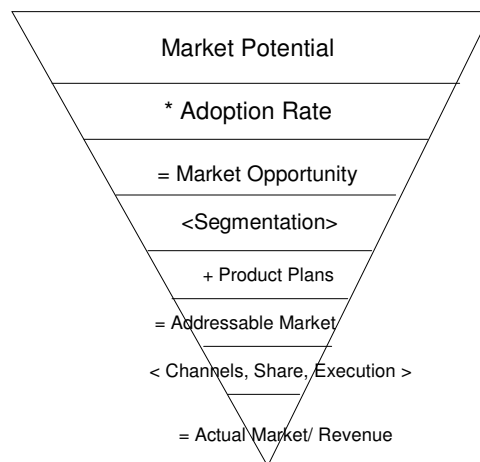 Market Potential
* Adoption Rate
= Market Opportunity
<Segmentation>
+ Product Plans
= Addressable Market
< Channels, Share, Execution >
= Actual Market/ Revenue